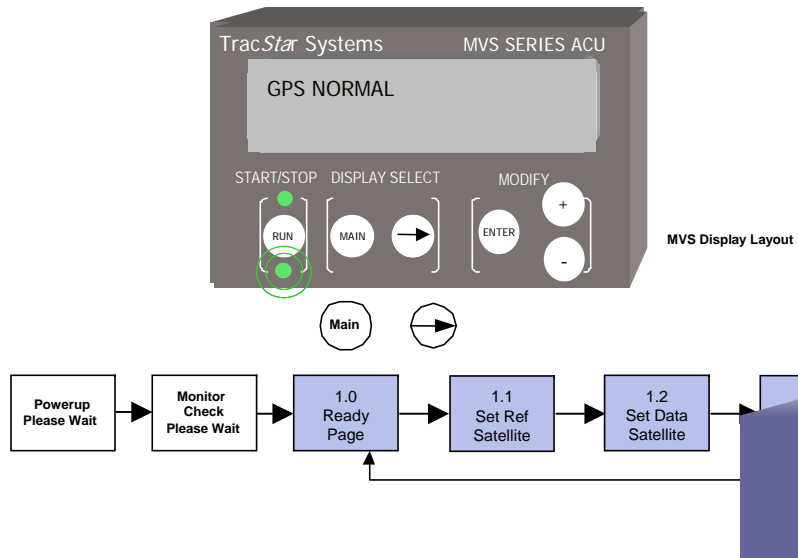 TracStar Systems MVS SERIES ACU
GPS NORMAL
START/STOP DISPLAY SELECT MODIFY
RUN MAIN ENTER + -
MVS Display Layout
Main
Powerup
Please Wait
Monitor
Check
Please Wait
1.0
Ready
Page
1.1
Set Ref
Satellite
1.2
Set Data
Satellite